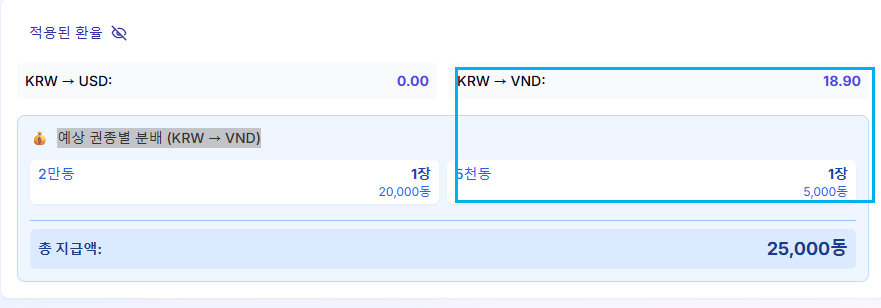 적용된 환율
KRW → USD: 0.00 KRW → VND: 18.90
예상 권종별 분배 (KRW → VND)
2만동 1장 5천동 1장
20,000동 5,000동
총 지급액: 25,000동